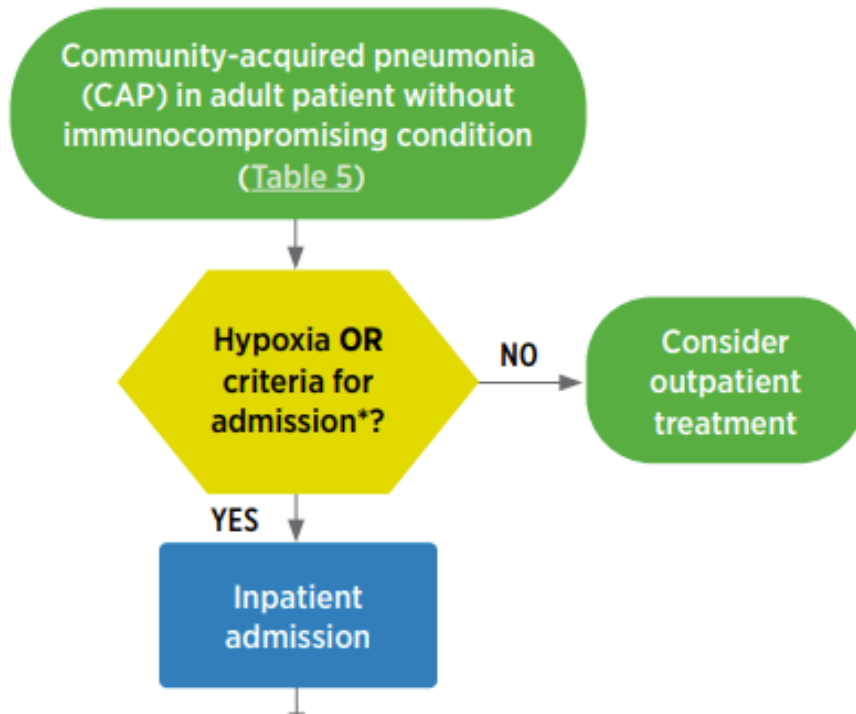 Community-acquired pneumonia
(CAP) in adult patient without
immunocompromising condition
(Table 5)
Hypoxia OR
criteria for
admission*?
NO
Consider
outpatient
treatment
YES
Inpatient
admission